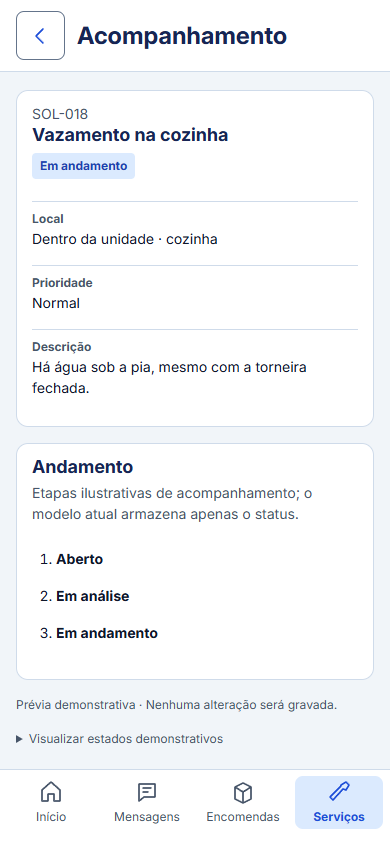 Acompanhamento
SOL-018
Vazamento na cozinha
Em andamento
Local
Dentro da unidade · cozinha
Prioridade
Normal
Descrição
Há água sob a pia, mesmo com a torneira
fechada.
Andamento
Etapas ilustrativas de acompanhamento; o
modelo atual armazena apenas o status.
1. Aberto
2. Em análise
3. Em andamento
Prévia demonstrativa · Nenhuma alteração será gravada.
Visualizar estados demonstrativos
Início
Mensagens
Encomendas
Serviços